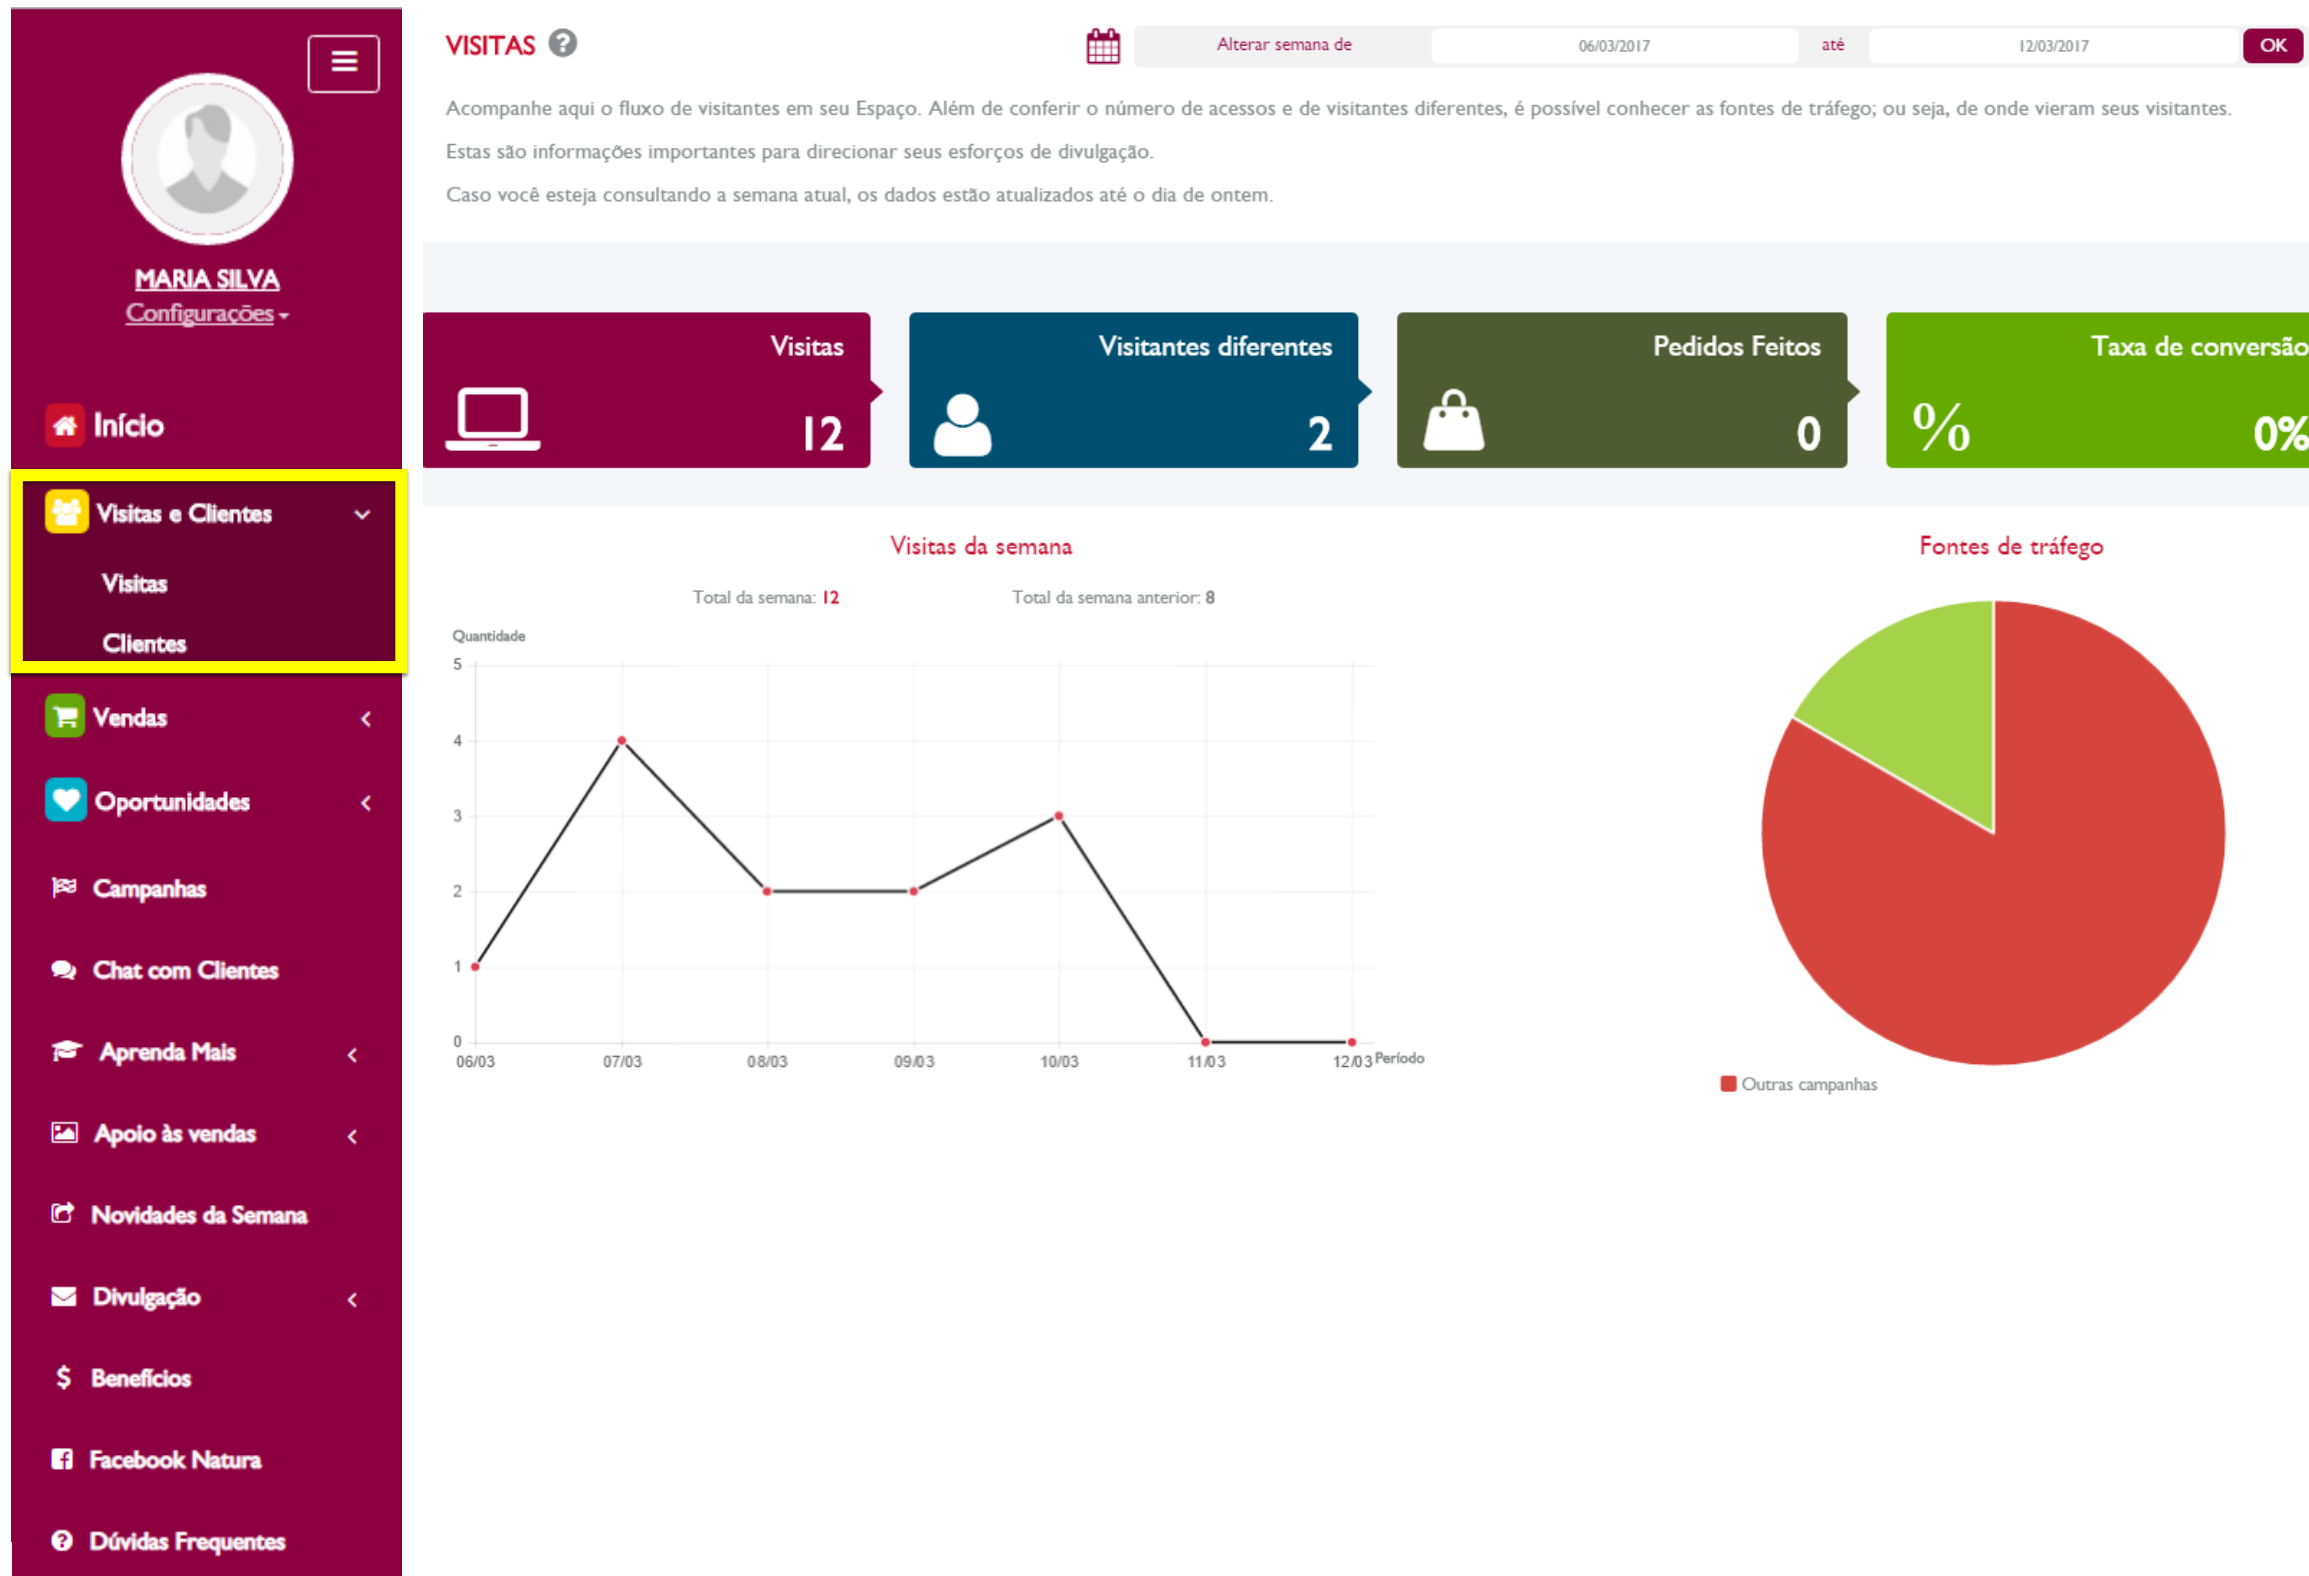 MARIA SILVA
Configurações
Início
Visitas e Clientes
Visitas
Clientes
Vendas
Oportunidades
Campanhas
Chat com Clientes
Aprenda Mais
Apoio às vendas
Novidades da Semana
Divulgação
$ Benefícios
Facebook Natura
Dúvidas Frequentes
VISITAS
Alterar semana de 06/03/2017 até 12/03/2017 OK
Acompanhe aqui o fluxo de visitantes em seu Espaço. Além de conferir o número de acessos e de visitantes diferentes, é possível conhecer as fontes de tráfego; ou seja, de onde vieram seus visitantes.
Estas são informações importantes para direcionar seus esforços de divulgação.
Caso você esteja consultando a semana atual, os dados estão atualizados até o dia de ontem.
Visitas
12
Visitantes diferentes
2
Pedidos Feitos
0
Taxa de conversão
% 0%
Visitas da semana
Total da semana: 12 Total da semana anterior: 8
Quantidade
5
4
3
2
1
0
06/03 07/03 08/03 09/03 10/03 11/03 12/03 Período
Fontes de tráfego
Outras campanhas